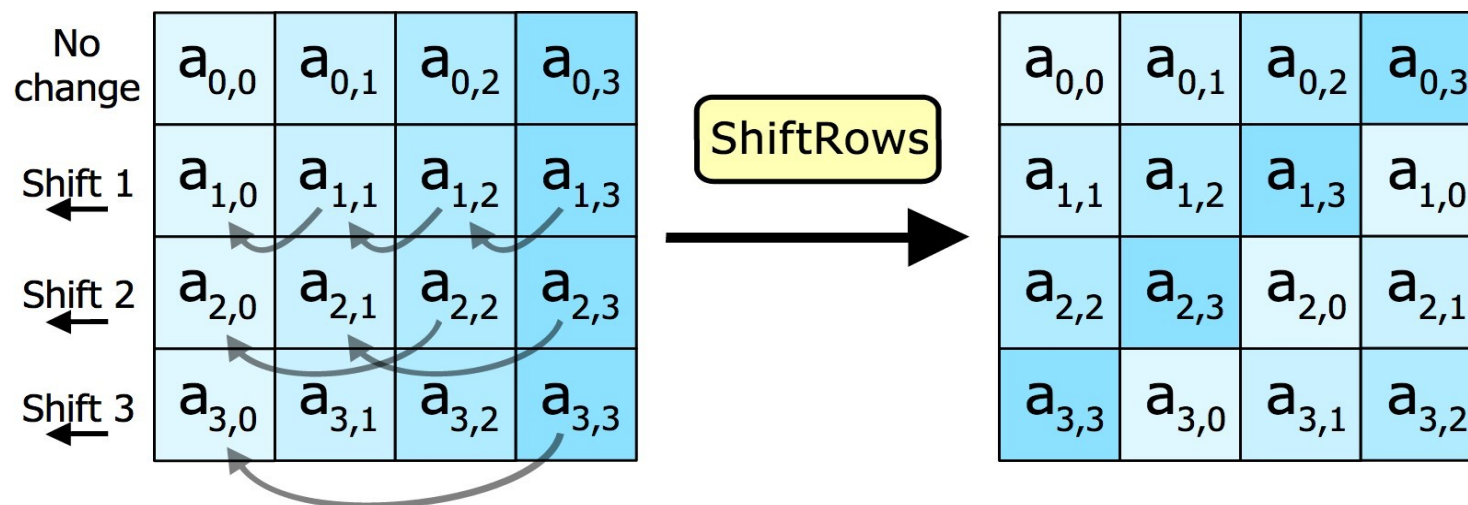 No
change
a0,0 a0,1 a0,2 a0,3
a0,0 a0,1 a0,2 a0,3
ShiftRows
Shift 1
a1,0 a1,1 a1,2 a1,3
a1,1 a1,2 a1,3 a1,0
Shift 2
a2,0 a2,1 a2,2 a2,3
a2,2 a2,3 a2,0 a2,1
Shift 3
a3,0 a3,1 a3,2 a3,3
a3,3 a3,0 a3,1 a3,2